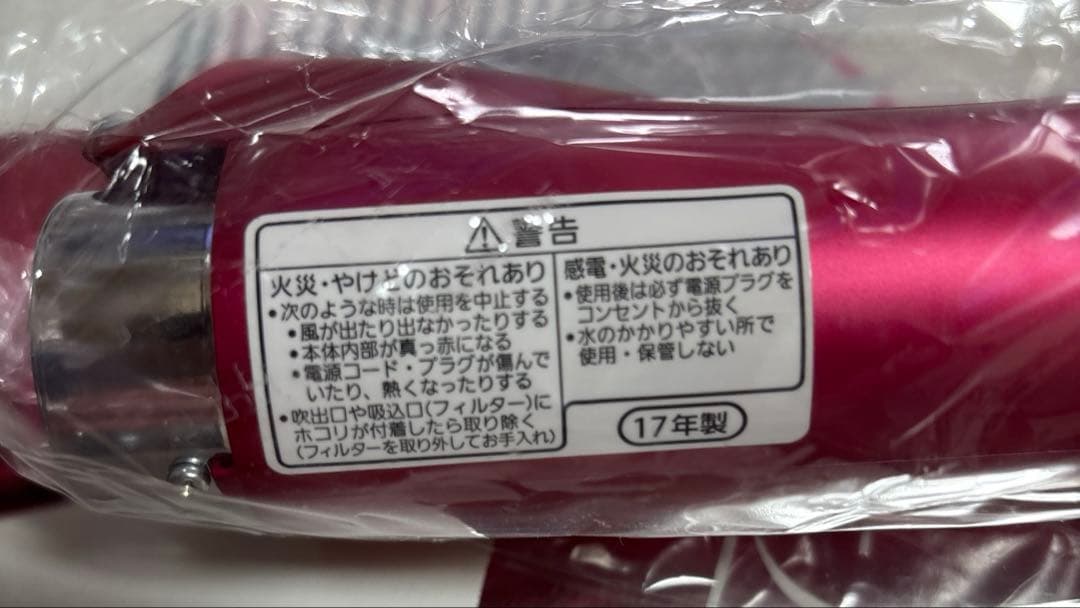 警告
火災・やけどのおそれあり
•次のような時は使用を中止する
•風が出たり出なかったりする
•本体内部が真っ赤になる
•電源コード・プラグが傷んで
いたり、熱くなったりする
•吹出口や吸込口(フィルター)に
ホコリが付着したら取り除く
(フィルターを取り外してお手入れ)
感電・火災のおそれあり
•使用後は必ず電源プラグを
コンセントから抜く
•水のかかりやすい所で
使用・保管しない
17年製